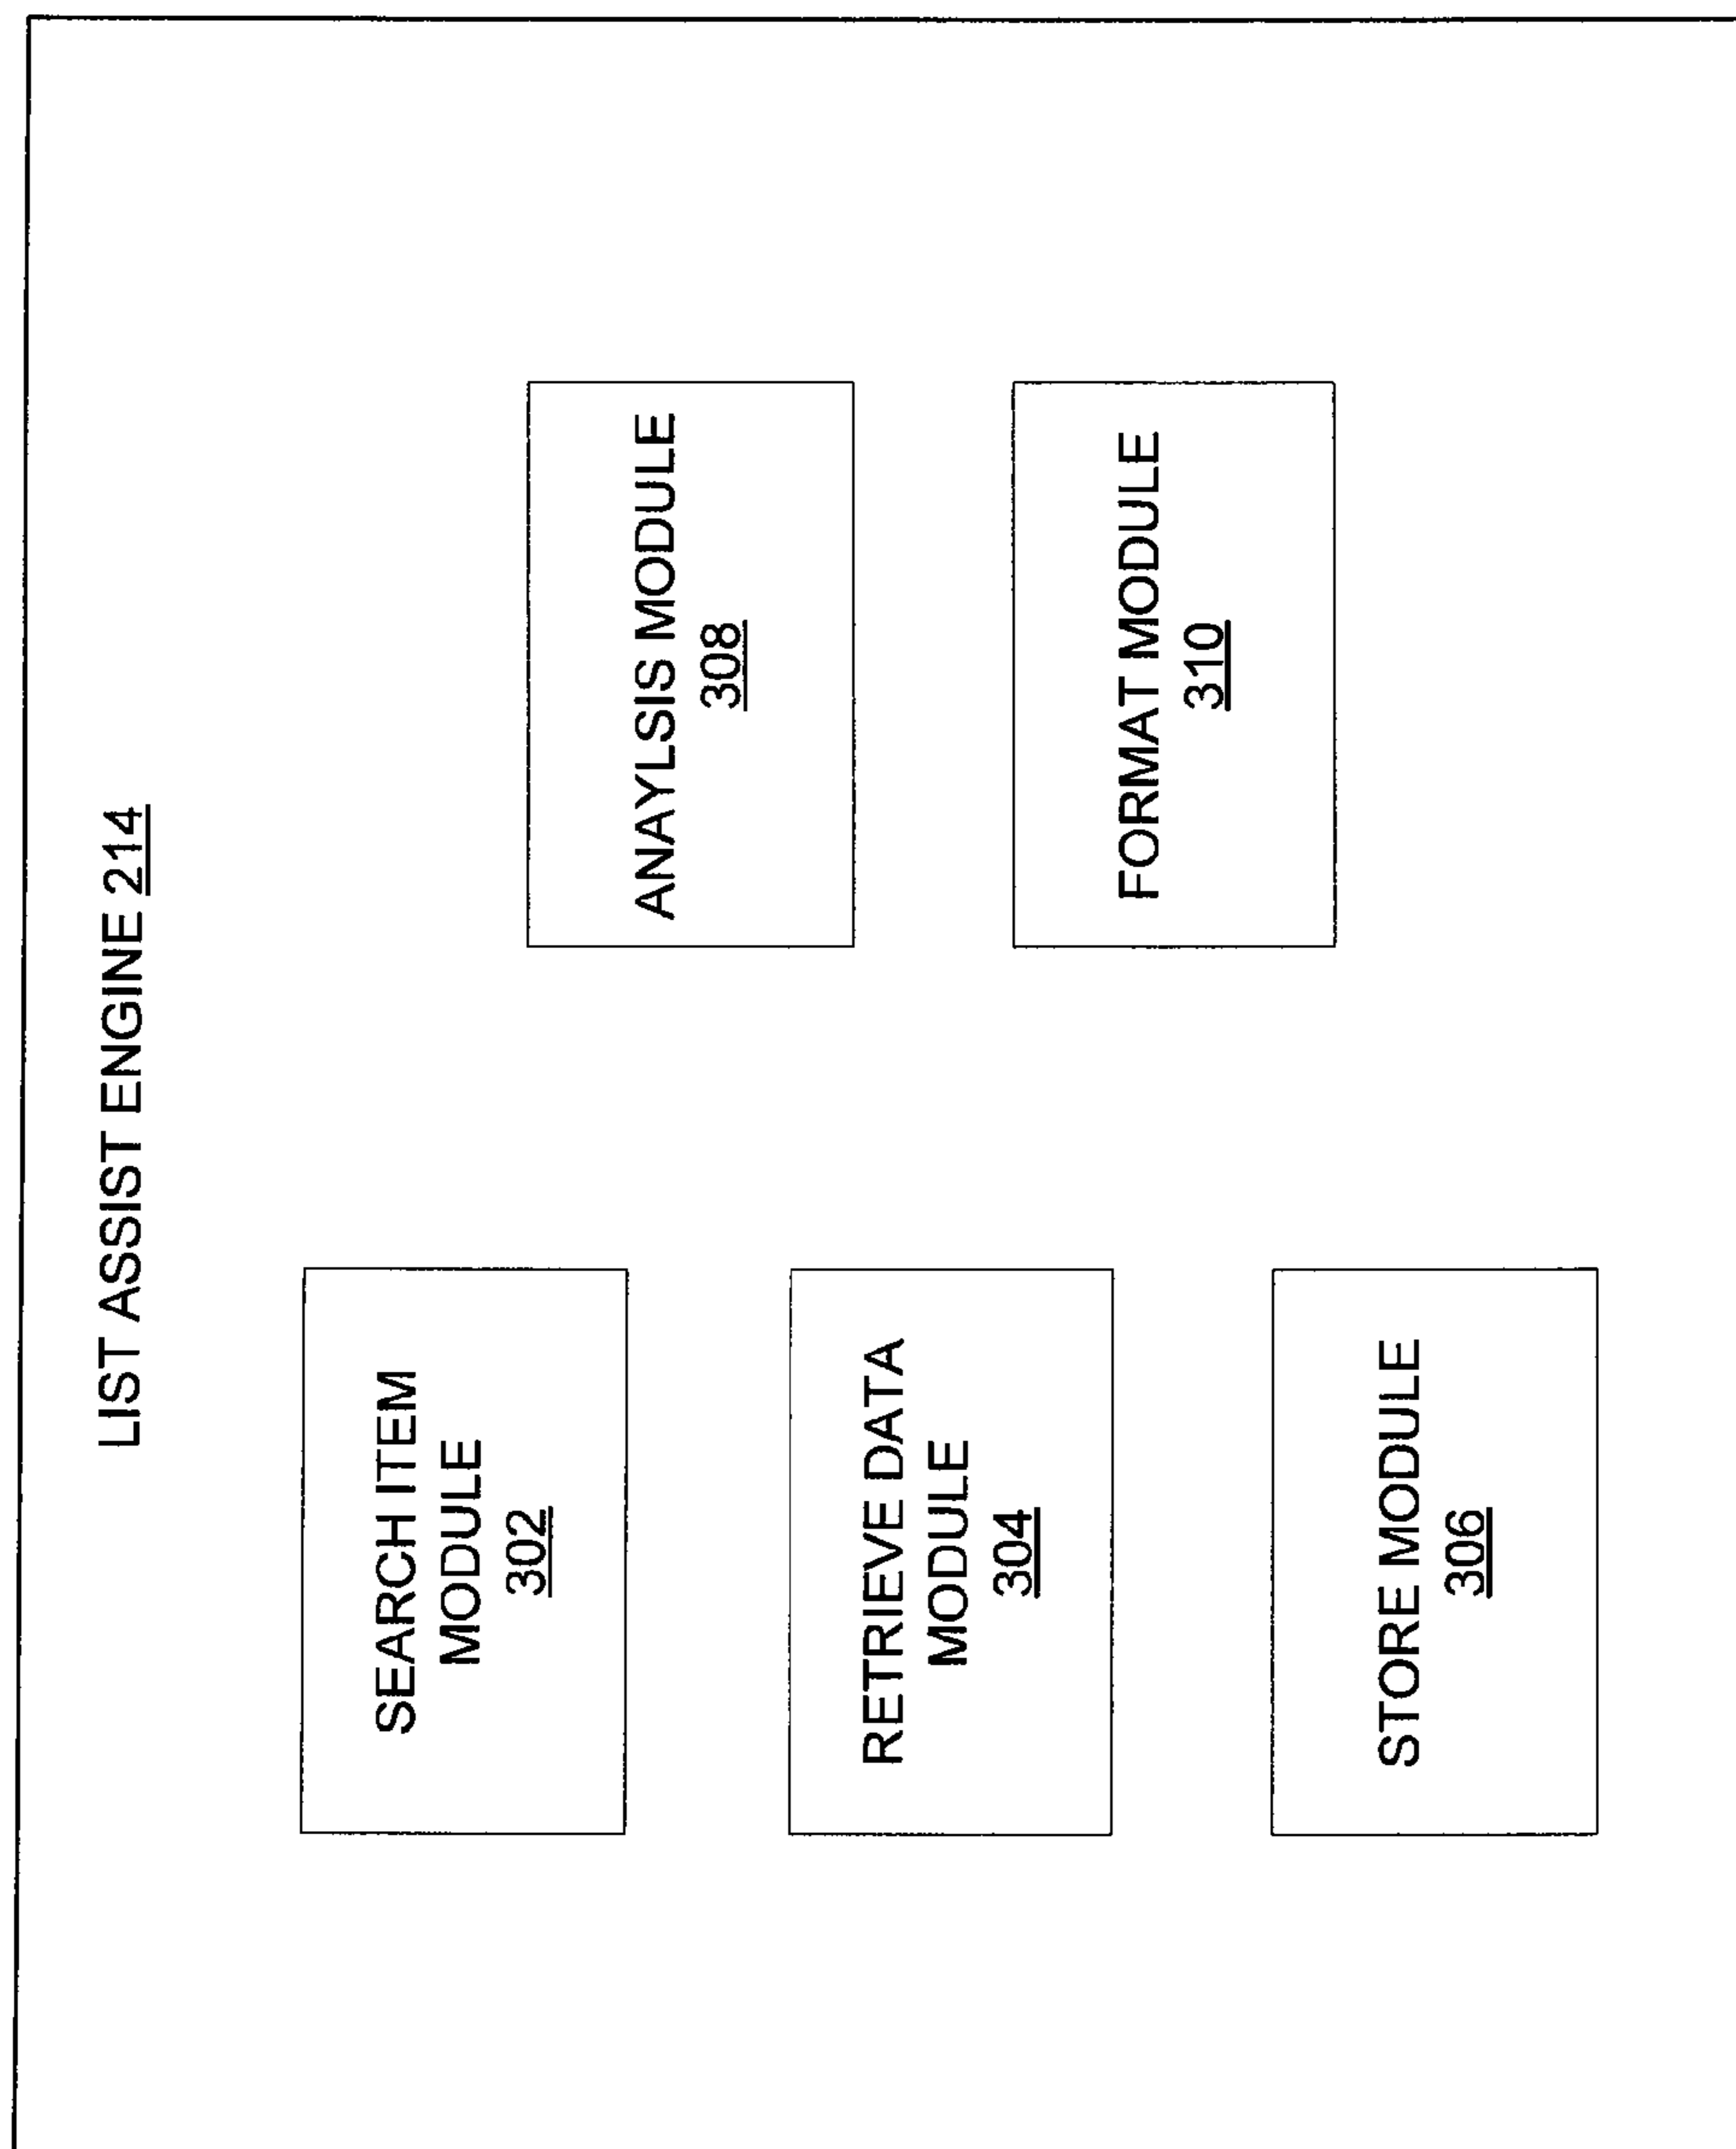 LIST ASSIST ENGINE 214
SEARCH ITEM
MODULE
302
RETRIEVE DATA
MODULE
304
STORE MODULE
306
ANAYLSIS MODULE
308
FORMAT MODULE
310